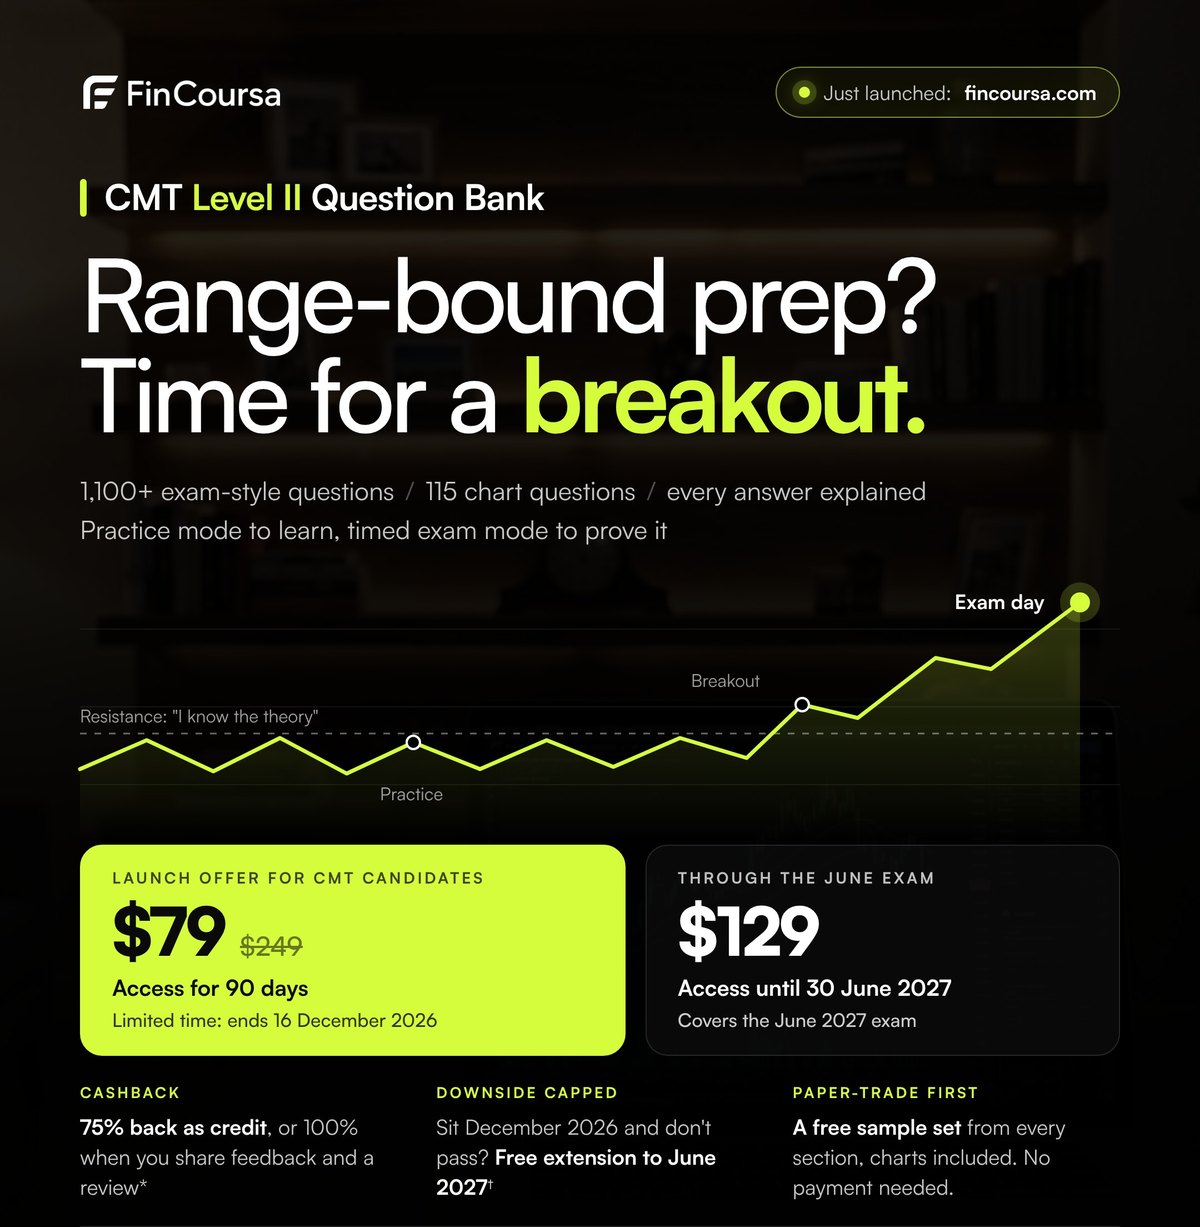 FinCoursa
Just launched: fincoursa.com
CMT Level II Question Bank
Range-bound prep?
Time for a breakout.
1,100+ exam-style questions / 115 chart questions / every answer explained
Practice mode to learn, timed exam mode to prove it
Exam day
Breakout
Resistance: "I know the theory"
Practice
LAUNCH OFFER FOR CMT CANDIDATES
$79 $249
Access for 90 days
Limited time: ends 16 December 2026
THROUGH THE JUNE EXAM
$129
Access until 30 June 2027
Covers the June 2027 exam
CASHBACK
75% back as credit, or 100%
when you share feedback and a
review*
DOWNSIDE CAPPED
Sit December 2026 and don't
pass? Free extension to June
2027†
PAPER-TRADE FIRST
A free sample set from every
section, charts included. No
payment needed.